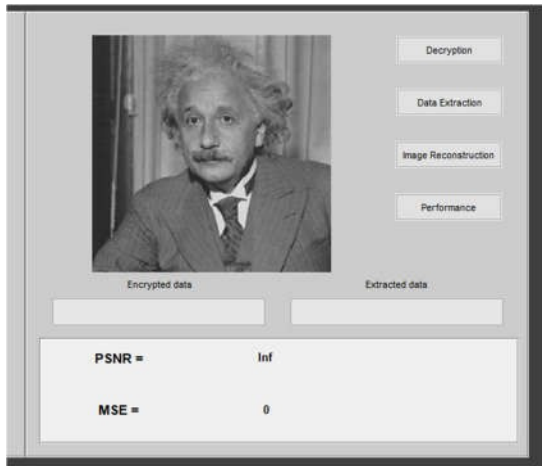 Decryption
Data Extraction
Image Reconstruction
Performance
Encrypted data
Extracted data
PSNR =
Inf
MSE =
0